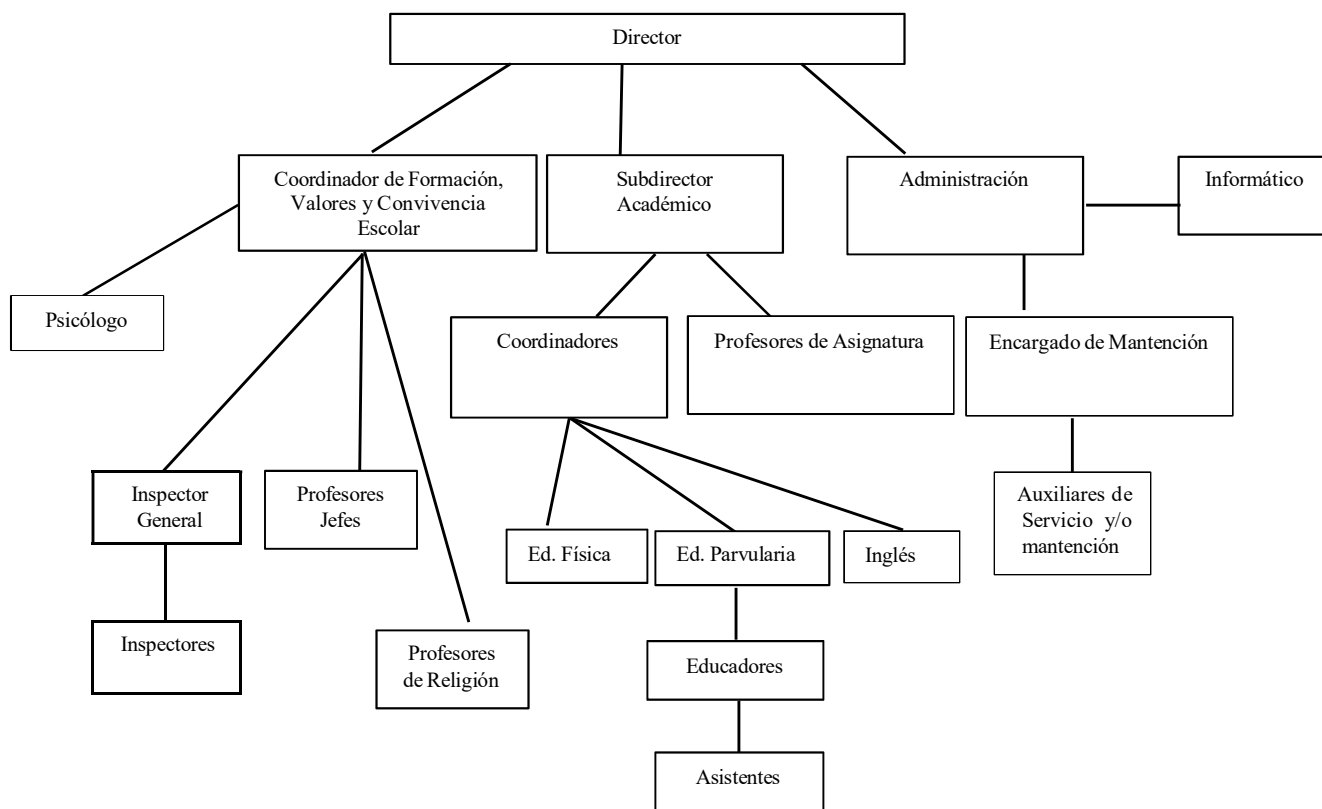 Director
Coordinador de Formación,
Valores y Convivencia
Escolar
Subdirector
Académico
Administración
Informático
Psicólogo
Coordinadores
Profesores de Asignatura
Encargado de Mantención
Inspector
General
Profesores
Jefes
Auxiliares de
Servicio y/o
mantención
Ed. Física
Ed. Parvularia
Inglés
Inspectores
Profesores
de Religión
Educadores
Asistentes